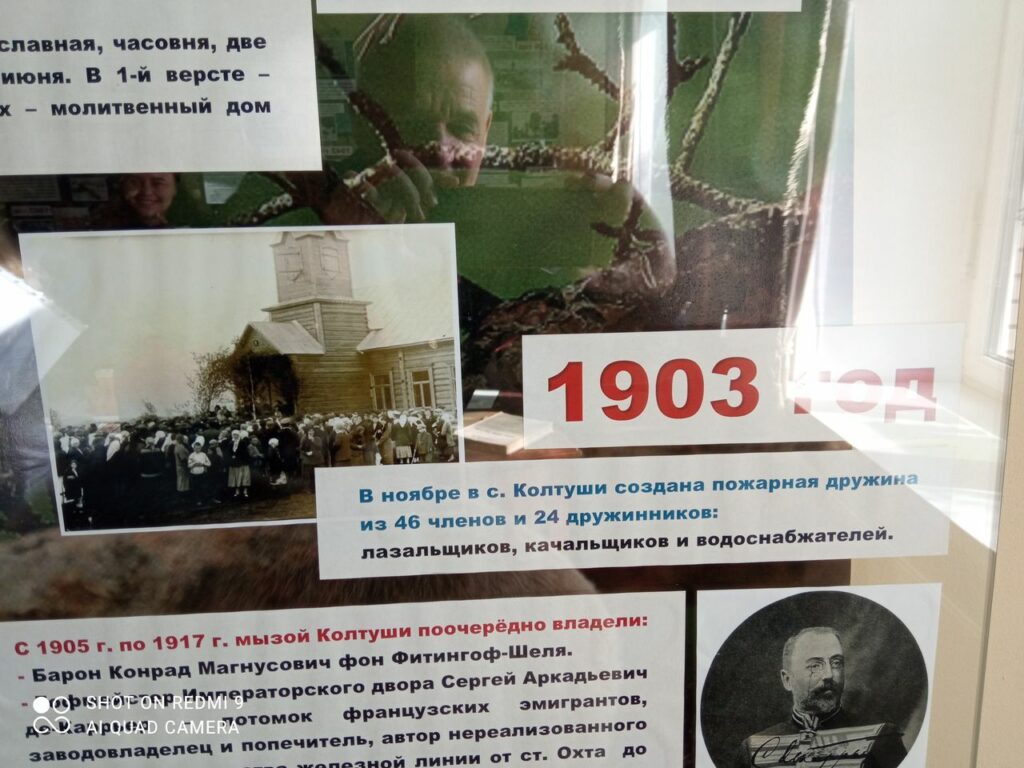 славная, часовня, две
июня. В 1-й версте –
х – молитвенный дом
1903 год
В ноябре в с. Колтуши создана пожарная дружина
из 46 членов и 24 дружинников:
лазальщиков, качальщиков и водоснабжателей.
С 1905 г. по 1917 г. мызой Колтуши поочерёдно владели:
- Барон Конрад Магнусович фон Фитингоф-Шеля.
- Императорского двора Сергей Аркадьевич
потомок французских эмигрантов,
заводовладелец и попечитель, автор нереализованного
железной линии от ст. Охта до
SHOT ON REDMI 9
AI QUAD CAMERA